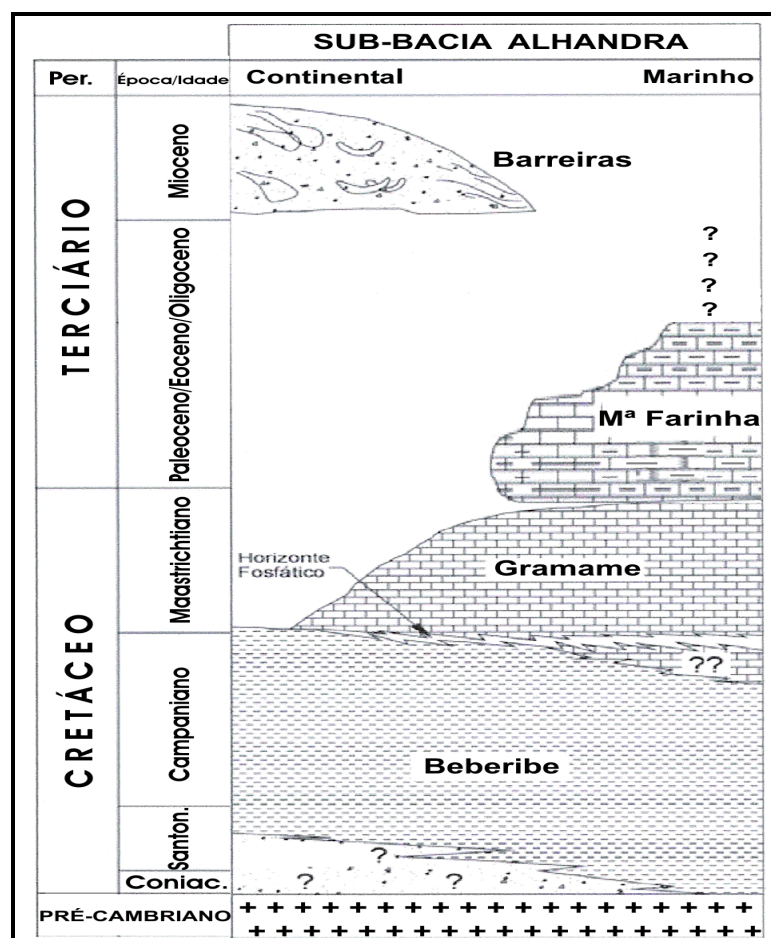 SUB-BACIA ALHANDRA
Per. Época/Idade Continental Marinho
TERCIÁRIO
Mioceno
Barreiras
Paleoceno/Eoceno/Oligoceno
?
?
?
?
Mª Farinha
CRETÁCEO
Maastrichtiano
Horizonte
Fosfático
Gramame
Campaniano
??
Beberibe
Santon.
?
Coniac.
? ?
PRÉ-CAMBRIANO